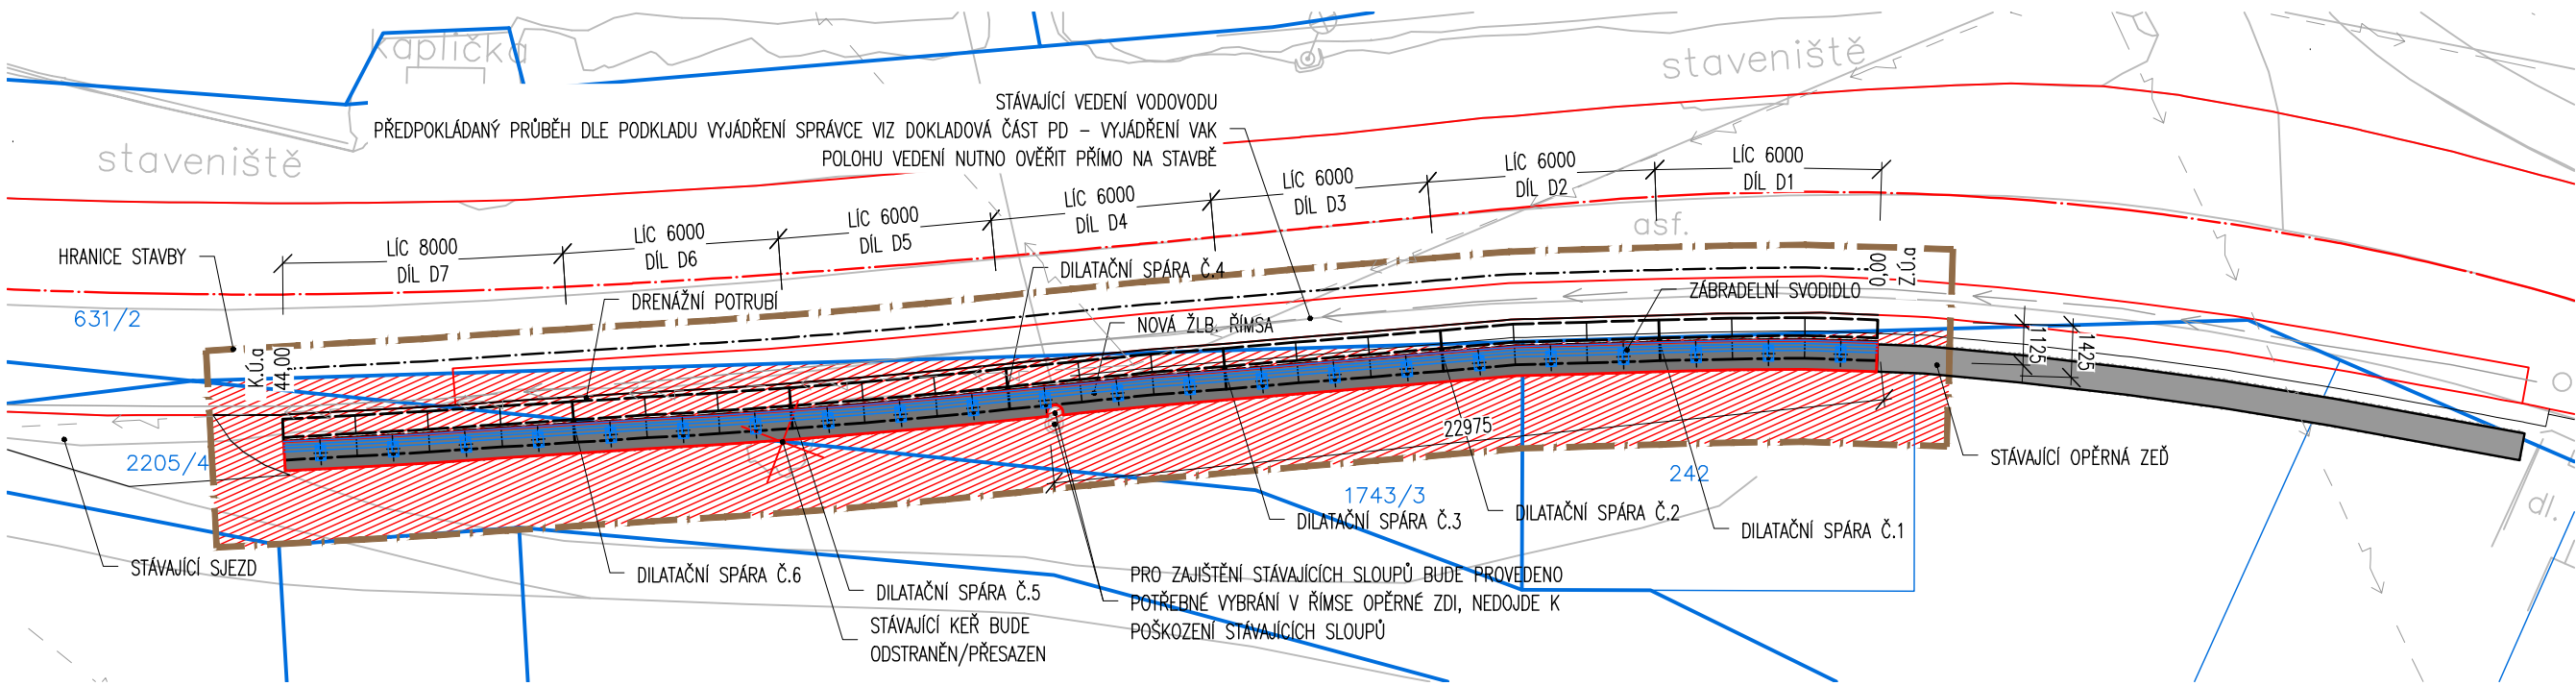 kaplička
staveniště
staveniště
STÁVAJÍCÍ VEDENÍ VODOVODU
PŘEDPOKLÁDANÝ PRŮBĚH DLE PODKLADU VYJÁDŘENÍ SPRÁVCE VIZ DOKLADOVÁ ČÁST PD – VYJÁDŘENÍ VAK
POLOHU VEDENÍ NUTNO OVĚŘIT PŘÍMO NA STAVBĚ
LÍC 8000
DÍL D7
LÍC 6000
DÍL D6
LÍC 6000
DÍL D5
LÍC 6000
DÍL D4
LÍC 6000
DÍL D3
LÍC 6000
DÍL D2
LÍC 6000
DÍL D1
asf.
HRANICE STAVBY
DILATAČNÍ SPÁRA Č.4
DRENÁŽNÍ POTRUBÍ
NOVÁ ŽLB. ŘÍMSA
ZÁBRADELNÍ SVODIDLO
0,00
Z.Ú.a
631/2
K.Ú.a
44,00
1125
1425
2205/4
22975
1743/3
242
STÁVAJÍCÍ OPĚRNÁ ZEĎ
DILATAČNÍ SPÁRA Č.3
DILATAČNÍ SPÁRA Č.2
DILATAČNÍ SPÁRA Č.1
dl.
STÁVAJÍCÍ SJEZD
DILATAČNÍ SPÁRA Č.6
DILATAČNÍ SPÁRA Č.5
STÁVAJÍCÍ KEŘ BUDE
ODSTRANĚN/PŘESAZEN
PRO ZAJIŠTĚNÍ STÁVAJÍCÍCH SLOUPŮ BUDE PROVEDENO
POTŘEBNÉ VYBRÁNÍ V ŘÍMSE OPĚRNÉ ZDI, NEDOJDE K
POŠKOZENÍ STÁVAJÍCÍCH SLOUPŮ